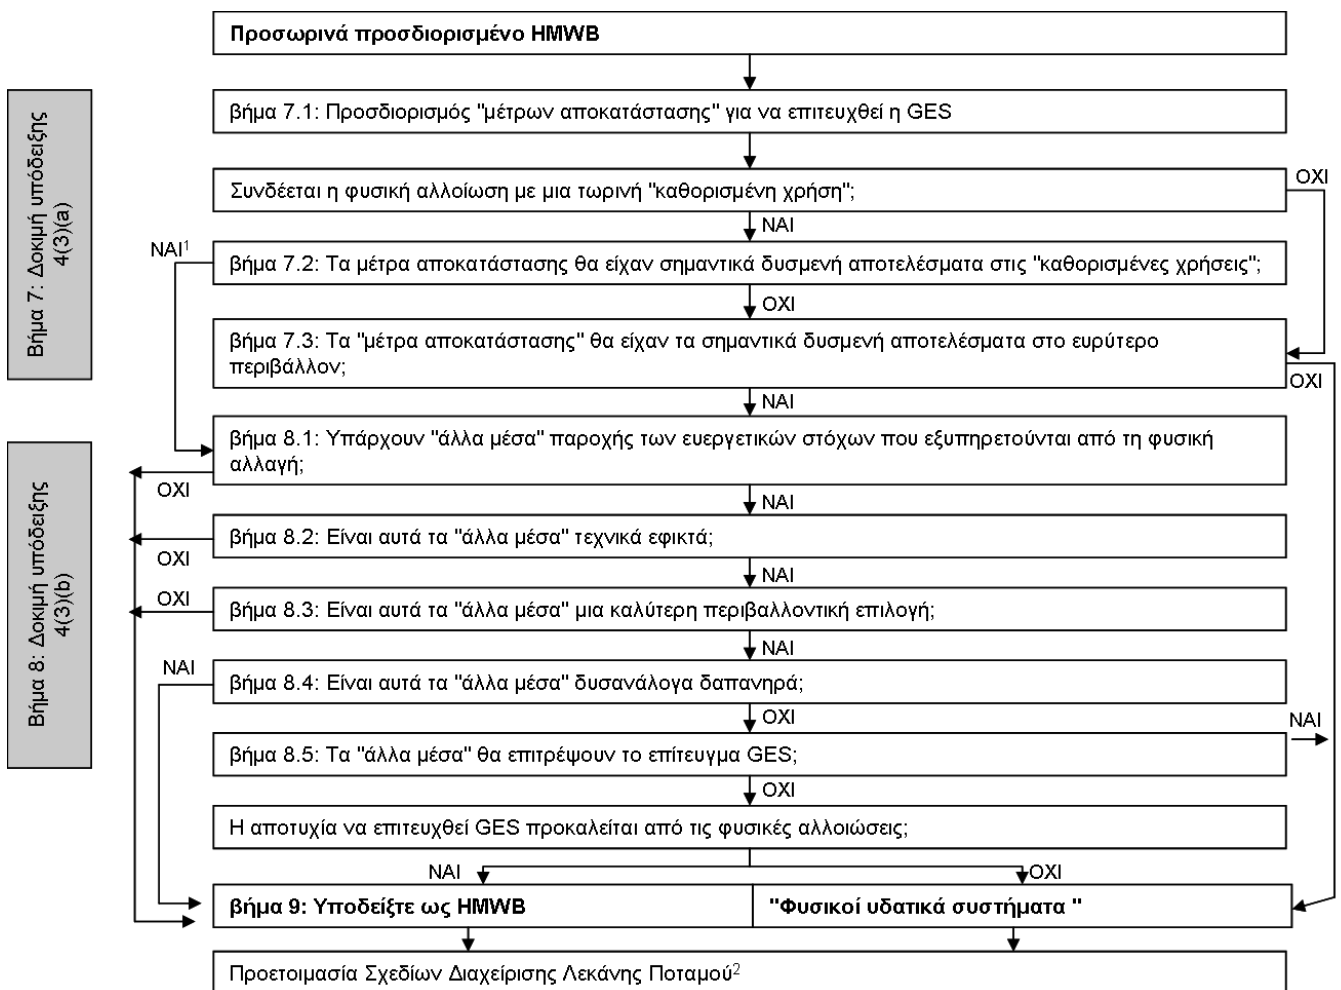 Προσωρινά προσδιορισμένο HMWB
βήμα 7.1: Προσδιορισμός "μέτρων αποκατάστασης" για να επιτευχθεί η GES
Συνδέεται η φυσική αλλοίωση με μια τωρινή "καθορισμένη χρήση";
ΟΧΙ
ΝΑΙ
Βήμα 7: Δοκιμή υπόδειξης
4(3)(a)
ΝΑΙ1
βήμα 7.2: Τα μέτρα αποκατάστασης θα είχαν σημαντικά δυσμενή αποτελέσματα στις "καθορισμένες χρήσεις";
ΟΧΙ
βήμα 7.3: Τα "μέτρα αποκατάστασης" θα είχαν τα σημαντικά δυσμενή αποτελέσματα στο ευρύτερο
περιβάλλον;
ΟΧΙ
ΝΑΙ
βήμα 8.1: Υπάρχουν "άλλα μέσα" παροχής των ευεργετικών στόχων που εξυπηρετούνται από τη φυσική
αλλαγή;
ΟΧΙ
ΝΑΙ
Βήμα 8: Δοκιμή υπόδειξης
4(3)(b)
βήμα 8.2: Είναι αυτά τα "άλλα μέσα" τεχνικά εφικτά;
ΟΧΙ
ΝΑΙ
ΟΧΙ
βήμα 8.3: Είναι αυτά τα "άλλα μέσα" μια καλύτερη περιβαλλοντική επιλογή;
ΝΑΙ
ΝΑΙ
βήμα 8.4: Είναι αυτά τα "άλλα μέσα" δυσανάλογα δαπανηρά;
ΟΧΙ
ΝΑΙ
βήμα 8.5: Τα "άλλα μέσα" θα επιτρέψουν το επίτευγμα GES;
ΟΧΙ
Η αποτυχία να επιτευχθεί GES προκαλείται από τις φυσικές αλλοιώσεις;
ΝΑΙ
ΟΧΙ
βήμα 9: Υποδείξτε ως HMWB
"Φυσικοί υδατικά συστήματα "
Προετοιμασία Σχεδίων Διαχείρισης Λεκάνης Ποταμού2